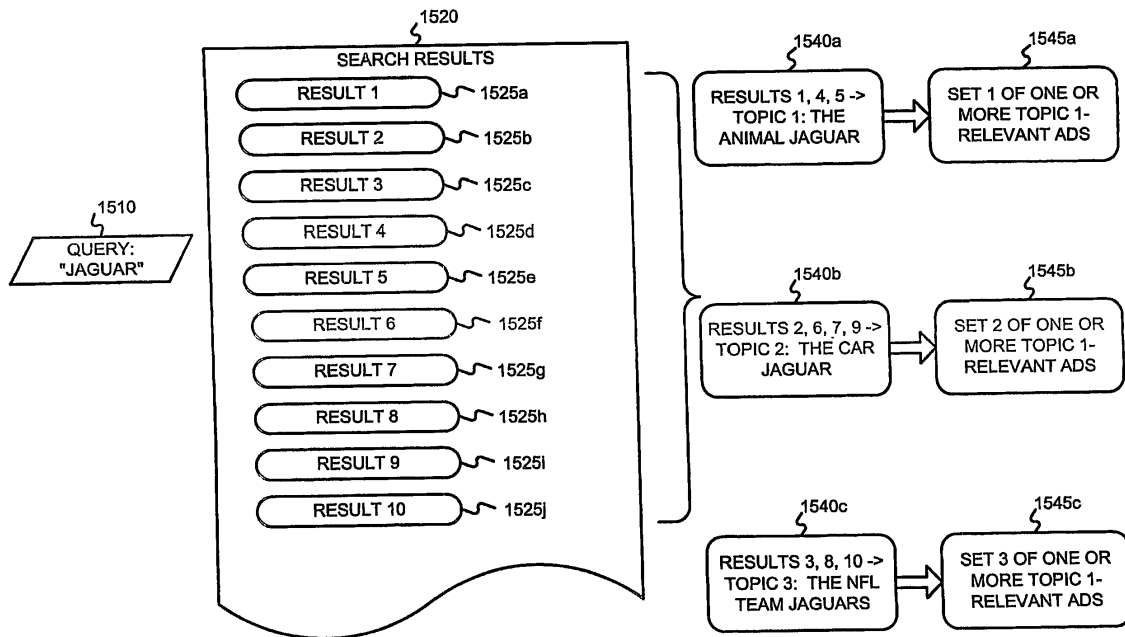 1520
SEARCH RESULTS
RESULT 1
1525a
RESULT 2
1525b
RESULT 3
1525c
RESULT 4
1525d
RESULT 5
1525e
RESULT 6
1525f
RESULT 7
1525g
RESULT 8
1525h
RESULT 9
1525i
RESULT 10
1525j
1510
QUERY:
"JAGUAR"
1540a
RESULTS 1, 4, 5 ->
TOPIC 1: THE
ANIMAL JAGUAR
1545a
SET 1 OF ONE OR
MORE TOPIC 1-
RELEVANT ADS
1540b
RESULTS 2, 6, 7, 9 ->
TOPIC 2: THE CAR
JAGUAR
1545b
SET 2 OF ONE OR
MORE TOPIC 1-
RELEVANT ADS
1540c
RESULTS 3, 8, 10 ->
TOPIC 3: THE NFL
TEAM JAGUARS
1545c
SET 3 OF ONE OR
MORE TOPIC 1-
RELEVANT ADS